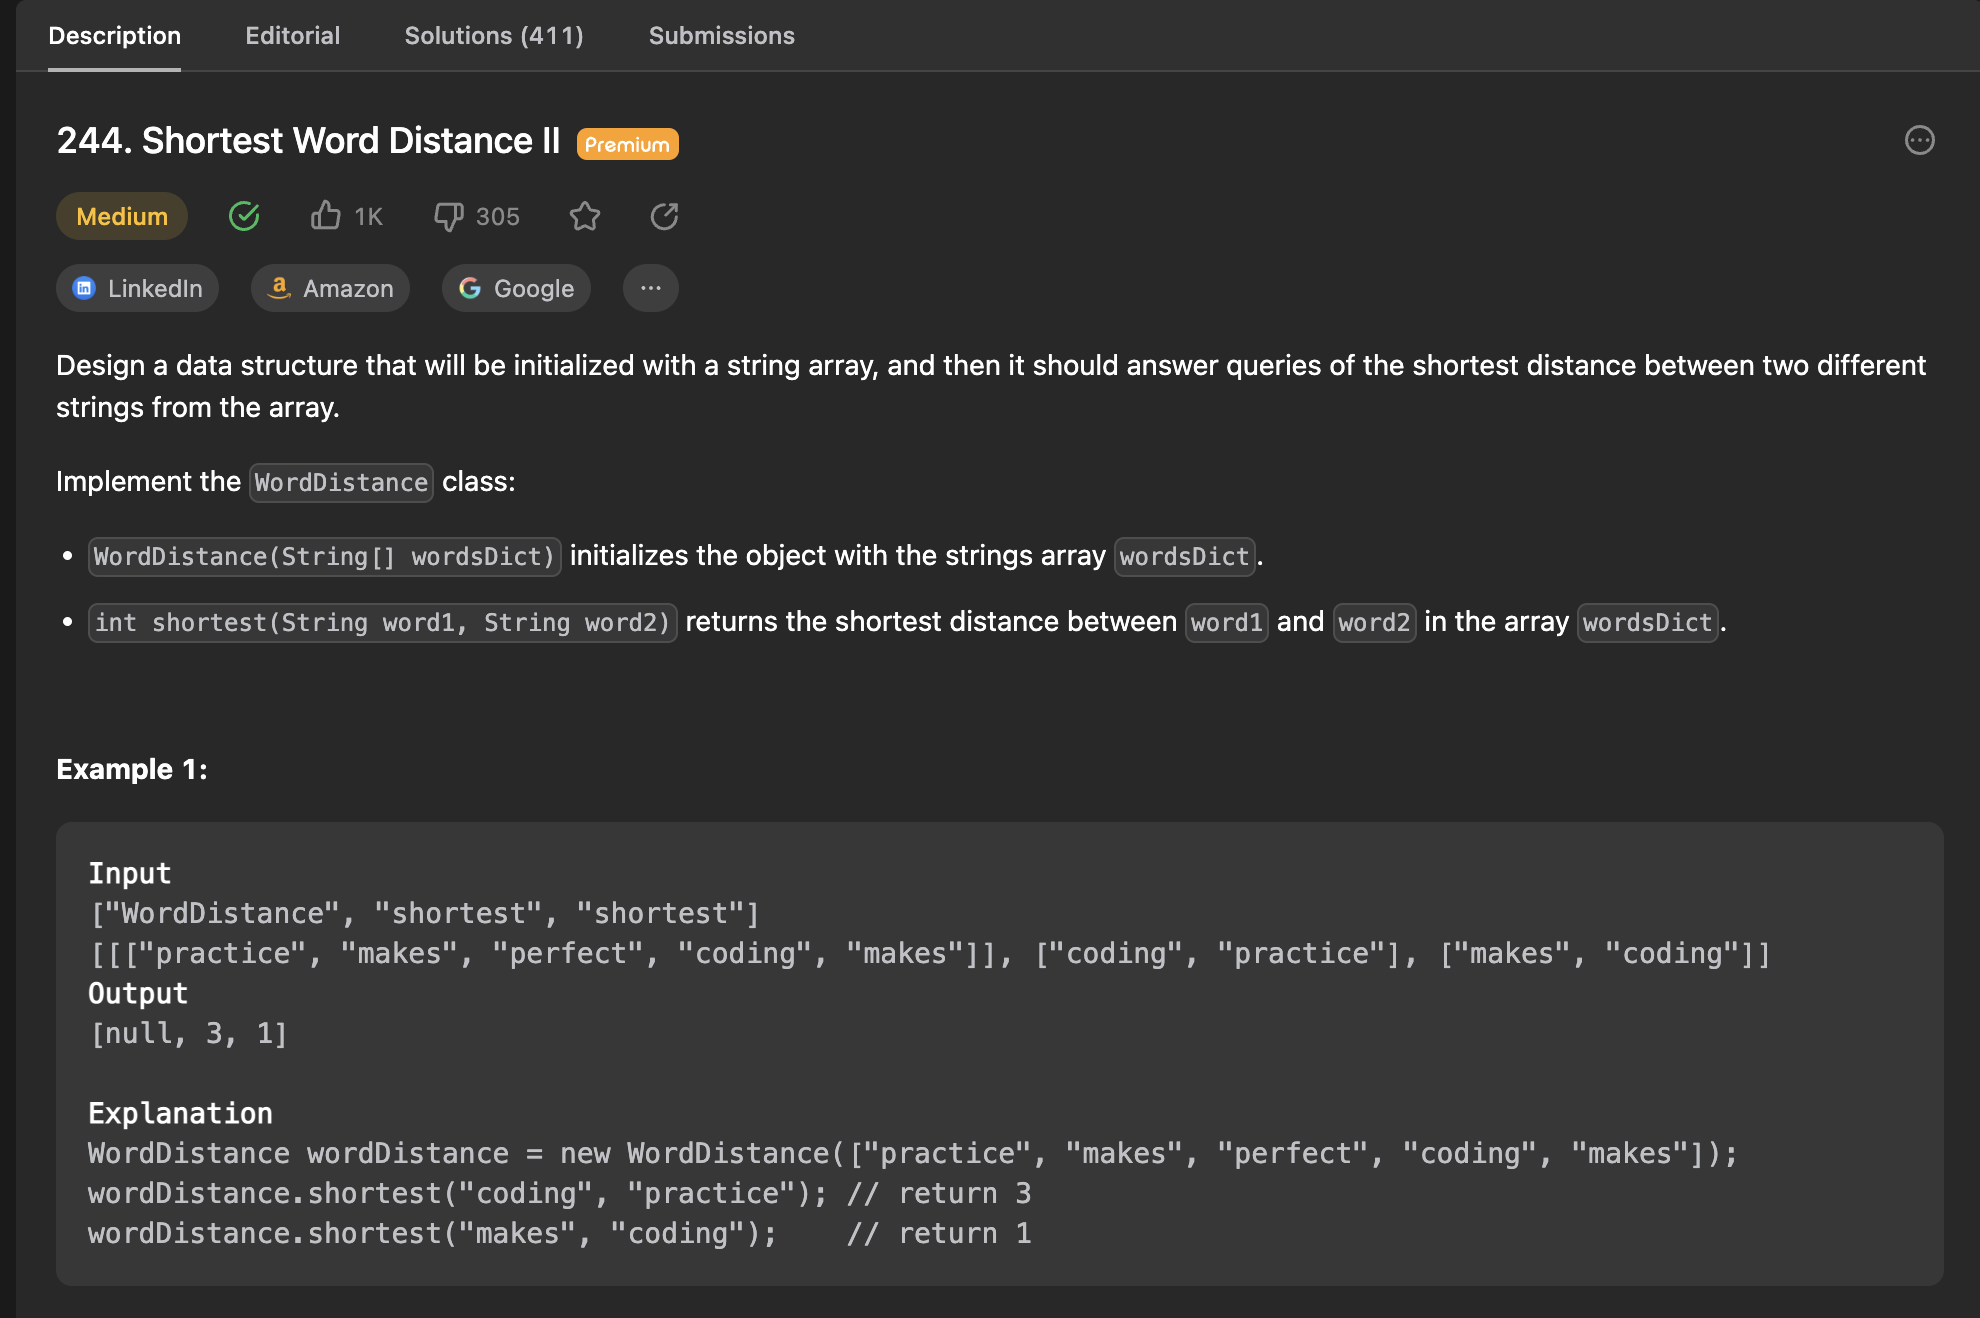 Description Editorial Solutions (411) Submissions
244. Shortest Word Distance II Premium
Medium 1K 305
LinkedIn Amazon Google ...
Design a data structure that will be initialized with a string array, and then it should answer queries of the shortest distance between two different
strings from the array.
Implement the WordDistance class:
• WordDistance(String[] wordsDict) initializes the object with the strings array wordsDict.
• int shortest(String word1, String word2) returns the shortest distance between word1 and word2 in the array wordsDict.
Example 1:
Input
["WordDistance", "shortest", "shortest"]
[[["practice", "makes", "perfect", "coding", "makes"]], ["coding", "practice"], ["makes", "coding"]]
Output
[null, 3, 1]
Explanation
WordDistance wordDistance = new WordDistance(["practice", "makes", "perfect", "coding", "makes"]);
wordDistance.shortest("coding", "practice"); // return 3
wordDistance.shortest("makes", "coding");    // return 1